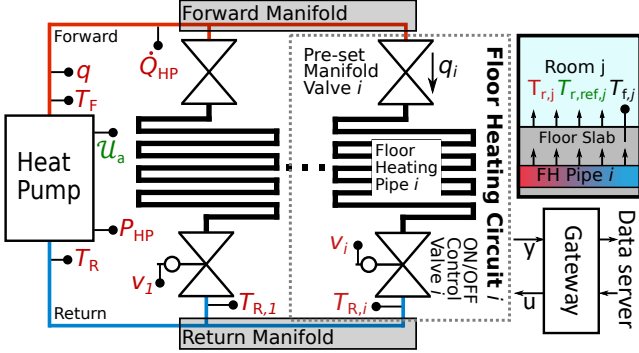 Forward Manifold
Forward
Q̇_HP
Pre-set
Manifold
Valve i
q_i
q
T_F
Heat
Pump
𝒰_a
P_HP
T_R
Floor
Heating
Pipe i
Floor Heating Circuit i
v_1
v_i
ON/OFF
Control
Valve i
T_R,1
T_R,i
Return
Return Manifold
Room j
T_r,j T_r,ref,j T_f,j
Floor Slab
FH Pipe i
y
u
Gateway
Data server